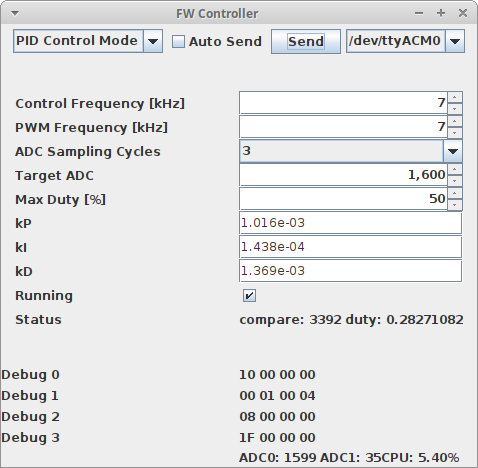 FW Controller
PID Control Mode Auto Send Send /dev/ttyACM0
Control Frequency [kHz] 7
PWM Frequency [kHz] 7
ADC Sampling Cycles 3
Target ADC 1,600
Max Duty [%] 50
kP 1.016e-03
kI 1.438e-04
kD 1.369e-03
Running
Status compare: 3392 duty: 0.28271082
Debug 0 10 00 00 00
Debug 1 00 01 00 04
Debug 2 08 00 00 00
Debug 3 1F 00 00 00
ADC0: 1599 ADC1: 35CPU: 5.40%